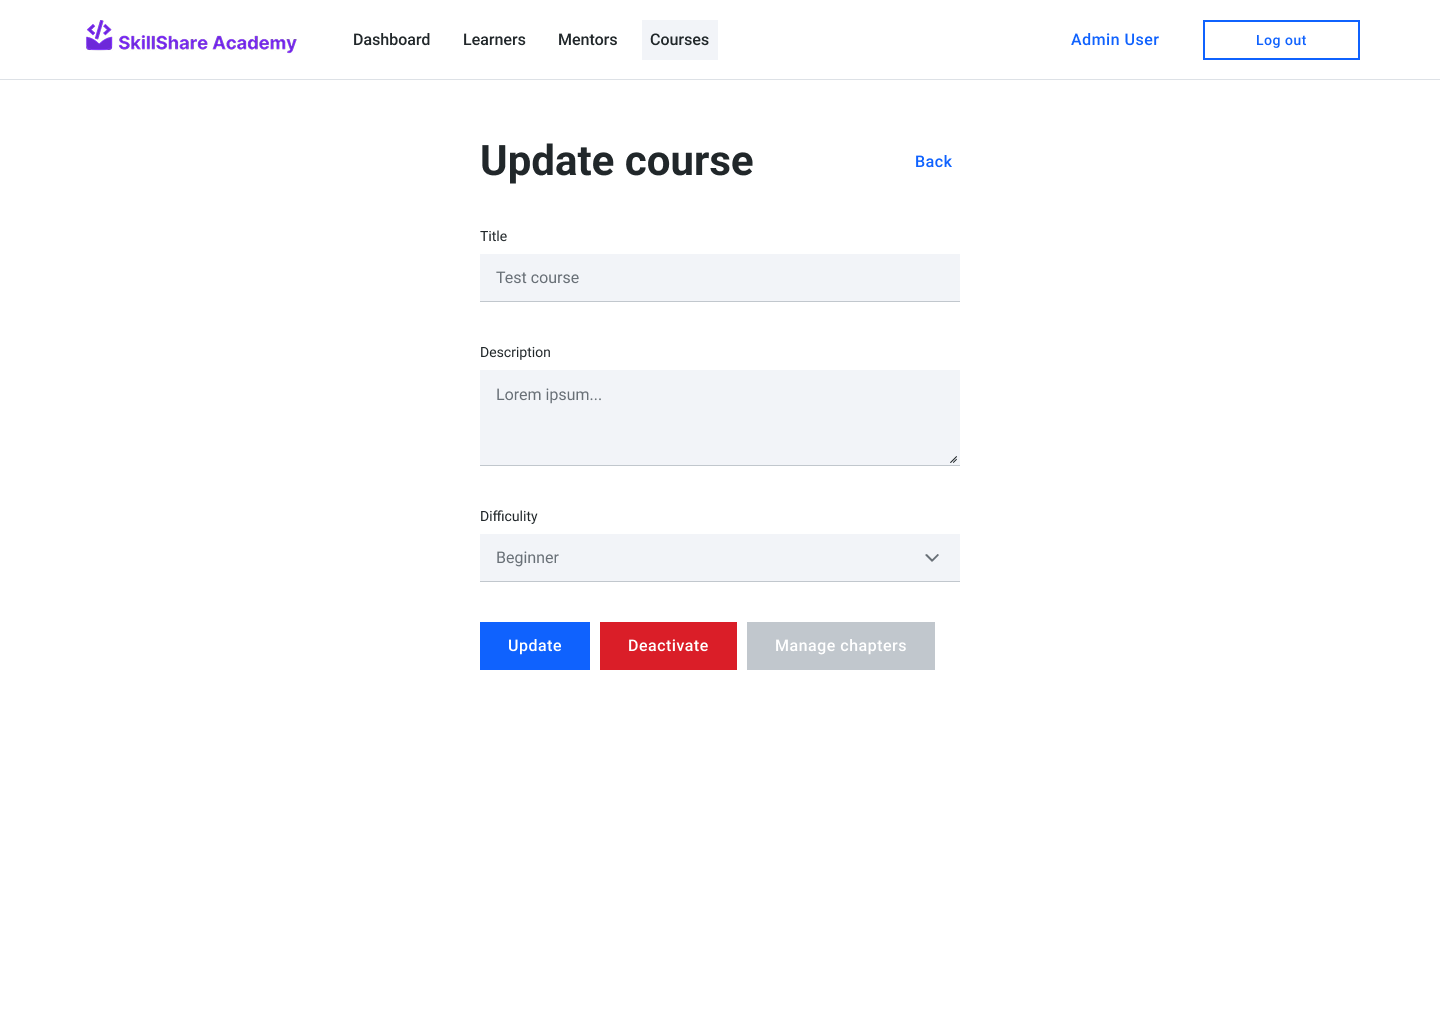 SkillShare Academy
Dashboard Learners Mentors Courses
Admin User
Log out
Update course
Back
Title
Test course
Description
Lorem ipsum...
Difficulity
Beginner
Update
Deactivate
Manage chapters